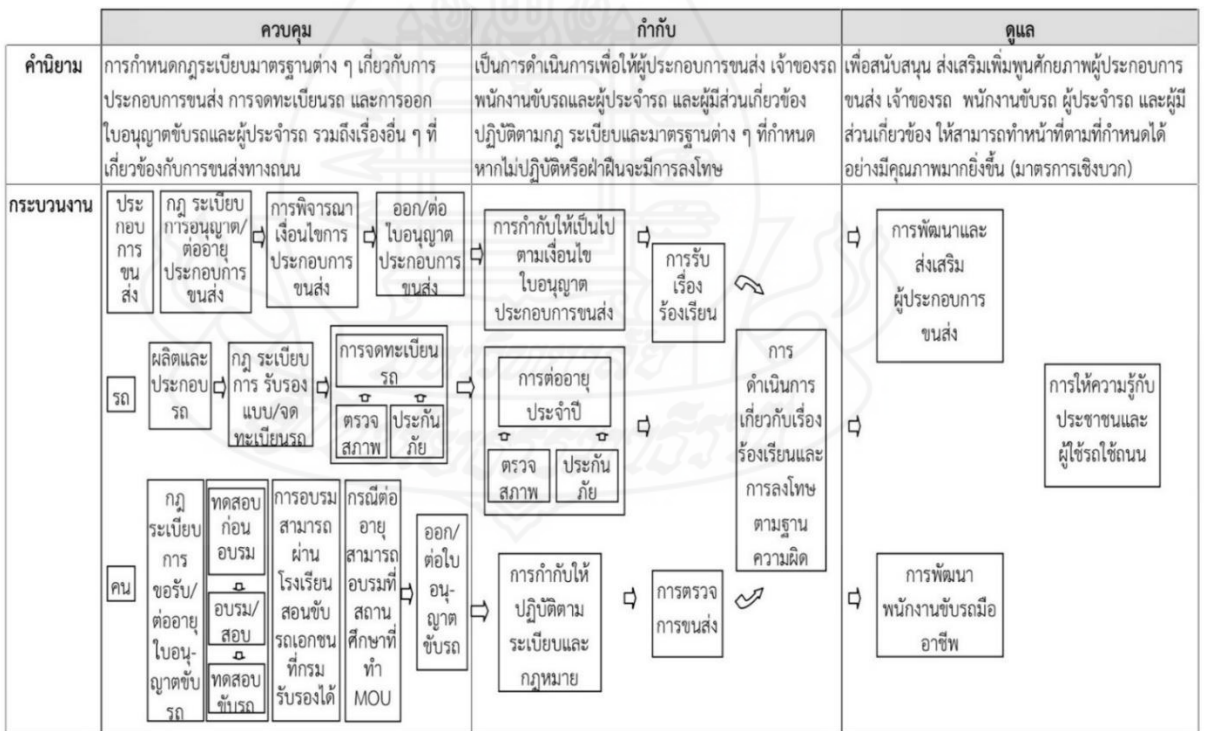 ควบคุม
กำกับ
ดูแล
คำนิยาม
การกำหนดกฎระเบียบมาตรฐานต่าง ๆ เกี่ยวกับการ
ประกอบการขนส่ง การจดทะเบียนรถ และการออก
ใบอนุญาตขับรถและผู้ประจำรถ รวมถึงเรื่องอื่น ๆ ที่
เกี่ยวข้องกับการขนส่งทางถนน
เป็นการดำเนินการเพื่อให้ผู้ประกอบการขนส่ง เจ้าของรถ
พนักงานขับรถและผู้ประจำรถ และผู้มีส่วนเกี่ยวข้อง
ปฏิบัติตามกฎ ระเบียบและมาตรฐานต่าง ๆ ที่กำหนด
หากไม่ปฏิบัติหรือฝ่าฝืนจะมีการลงโทษ
เพื่อสนับสนุน ส่งเสริมเพิ่มพูนศักยภาพผู้ประกอบการ
ขนส่ง เจ้าของรถ พนักงานขับรถ ผู้ประจำรถ และผู้มี
ส่วนเกี่ยวข้อง ให้สามารถทำหน้าที่ตามที่กำหนดได้
อย่างมีคุณภาพมากยิ่งขึ้น (มาตรการเชิงบวก)
กระบวนงาน
ประ
กอบ
การ
ขน
ส่ง
กฎ ระเบียบ
การอนุญาต/
ต่ออายุ
ประกอบการ
ขนส่ง
การพิจารณา
เงื่อนไขการ
ประกอบการ
ขนส่ง
ออก/ต่อ
ใบอนุญาต
ประกอบการ
ขนส่ง
การกำกับให้เป็นไป
ตามเงื่อนไข
ใบอนุญาต
ประกอบการขนส่ง
การรับ
เรื่อง
ร้องเรียน
การพัฒนาและ
ส่งเสริม
ผู้ประกอบการ
ขนส่ง
รถ
ผลิตและ
ประกอบ
รถ
กฎ ระเบียบ
การ รับรอง
แบบ/จด
ทะเบียนรถ
การจดทะเบียน
รถ
ตรวจ
สภาพ
ประกัน
ภัย
การต่ออายุ
ประจำปี
ตรวจ
สภาพ
ประกัน
ภัย
การ
ดำเนินการ
เกี่ยวกับเรื่อง
ร้องเรียนและ
การลงโทษ
ตามฐาน
ความผิด
การให้ความรู้กับ
ประชาชนและ
ผู้ใช้รถใช้ถนน
คน
กฎ
ระเบียบ
การ
ขอรับ/
ต่ออายุ
ใบอนุ-
ญาตขับ
รถ
ทดสอบ
ก่อน
อบรม
อบรม/
สอบ
ทดสอบ
ขับรถ
การอบรม
สามารถ
ผ่าน
โรงเรียน
สอนขับ
รถเอกชน
ที่กรม
รับรองได้
กรณีต่อ
อายุ
สามารถ
อบรมที่
สถาน
ศึกษาที่
ทำ
MOU
ออก/
ต่อใบ
อนุ-
ญาต
ขับรถ
การกำกับให้
ปฏิบัติตาม
ระเบียบและ
กฎหมาย
การตรวจ
การขนส่ง
การพัฒนา
พนักงานขับรถมือ
อาชีพ